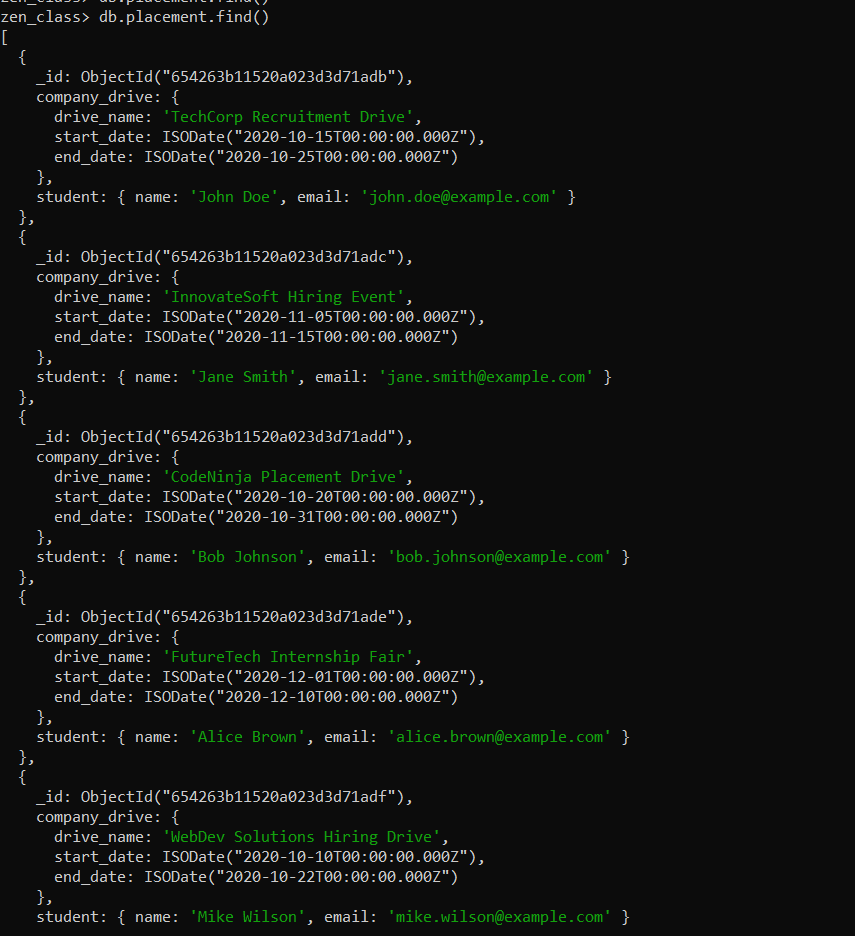 zen_class> db.placement.find()
zen_class> db.placement.find()
[
  {
    _id: ObjectId("654263b11520a023d3d71adb"),
    company_drive: {
      drive_name: 'TechCorp Recruitment Drive',
      start_date: ISODate("2020-10-15T00:00:00.000Z"),
      end_date: ISODate("2020-10-25T00:00:00.000Z")
    },
    student: { name: 'John Doe', email: 'john.doe@example.com' }
  },
  {
    _id: ObjectId("654263b11520a023d3d71adc"),
    company_drive: {
      drive_name: 'InnovateSoft Hiring Event',
      start_date: ISODate("2020-11-05T00:00:00.000Z"),
      end_date: ISODate("2020-11-15T00:00:00.000Z")
    },
    student: { name: 'Jane Smith', email: 'jane.smith@example.com' }
  },
  {
    _id: ObjectId("654263b11520a023d3d71add"),
    company_drive: {
      drive_name: 'CodeNinja Placement Drive',
      start_date: ISODate("2020-10-20T00:00:00.000Z"),
      end_date: ISODate("2020-10-31T00:00:00.000Z")
    },
    student: { name: 'Bob Johnson', email: 'bob.johnson@example.com' }
  },
  {
    _id: ObjectId("654263b11520a023d3d71ade"),
    company_drive: {
      drive_name: 'FutureTech Internship Fair',
      start_date: ISODate("2020-12-01T00:00:00.000Z"),
      end_date: ISODate("2020-12-10T00:00:00.000Z")
    },
    student: { name: 'Alice Brown', email: 'alice.brown@example.com' }
  },
  {
    _id: ObjectId("654263b11520a023d3d71adf"),
    company_drive: {
      drive_name: 'WebDev Solutions Hiring Drive',
      start_date: ISODate("2020-10-10T00:00:00.000Z"),
      end_date: ISODate("2020-10-22T00:00:00.000Z")
    },
    student: { name: 'Mike Wilson', email: 'mike.wilson@example.com' }